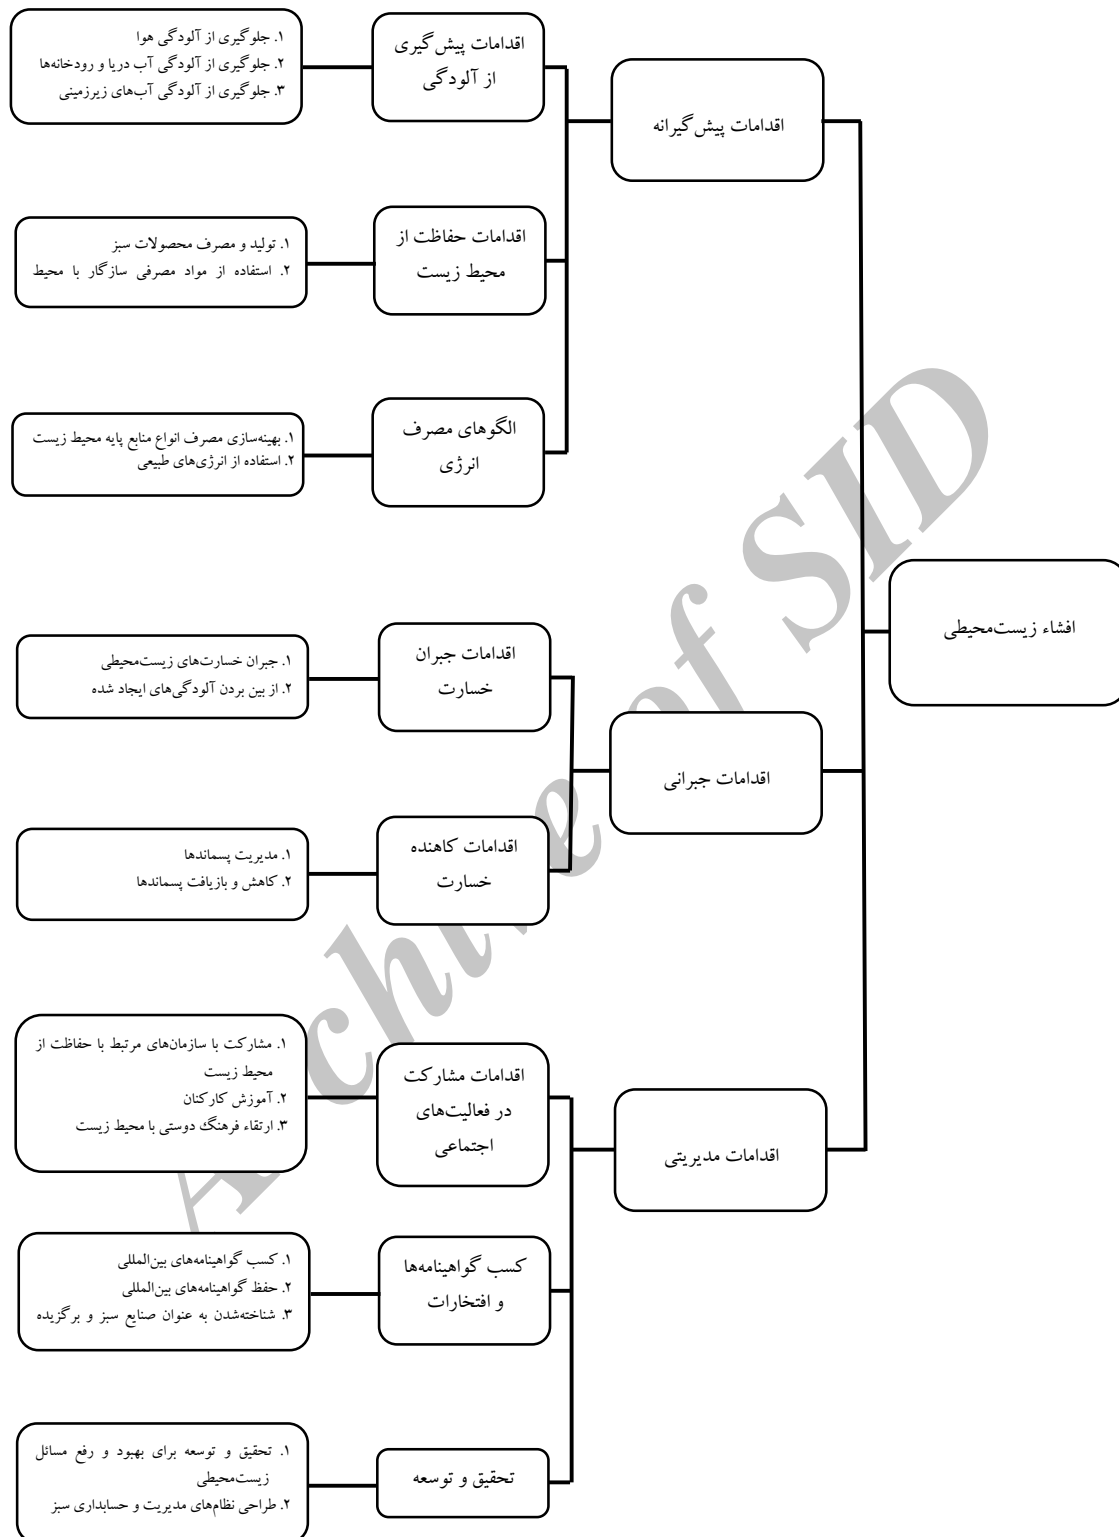 افشاء زیست‌محیطی
اقدامات پیش‌گیرانه
اقدامات پیش‌گیری
از آلودگی
۱. جلوگیری از آلودگی هوا
۲. جلوگیری از آلودگی آب دریا و رودخانه‌ها
۳. جلوگیری از آلودگی آب‌های زیرزمینی
اقدامات حفاظت از
محیط زیست
۱. تولید و مصرف محصولات سبز
۲. استفاده از مواد مصرفی سازگار با محیط
الگوهای مصرف
انرژی
۱. بهینه‌سازی مصرف انواع منابع پایه محیط زیست
۲. استفاده از انرژی‌های طبیعی
اقدامات جبرانی
اقدامات جبران
خسارت
۱. جبران خسارت‌های زیست‌محیطی
۲. از بین بردن آلودگی‌های ایجاد شده
اقدامات کاهنده
خسارت
۱. مدیریت پسماندها
۲. کاهش و بازیافت پسماندها
اقدامات مدیریتی
اقدامات مشارکت
در فعالیت‌های
اجتماعی
۱. مشارکت با سازمان‌های مرتبط با حفاظت از
محیط زیست
۲. آموزش کارکنان
۳. ارتقاء فرهنگ دوستی با محیط زیست
کسب گواهینامه‌ها
و افتخارات
۱. کسب گواهینامه‌های بین‌المللی
۲. حفظ گواهینامه‌های بین‌المللی
۳. شناخته‌شدن به عنوان صنایع سبز و برگزیده
تحقیق و توسعه
۱. تحقیق و توسعه برای بهبود و رفع مسائل
زیست‌محیطی
۲. طراحی نظام‌های مدیریت و حسابداری سبز
Archive of SID